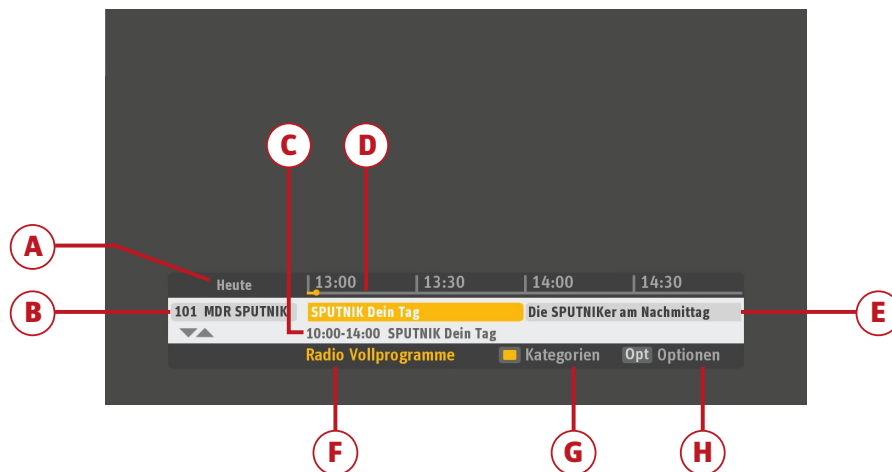 C D
A
Heute 13:00 13:30 14:00 14:30
B 101 MDR SPUTNIK SPUTNIK Dein Tag Die SPUTNIKer am Nachmittag E
10:00-14:00 SPUTNIK Dein Tag
Radio Vollprogramme Kategorien Opt Optionen
F G H